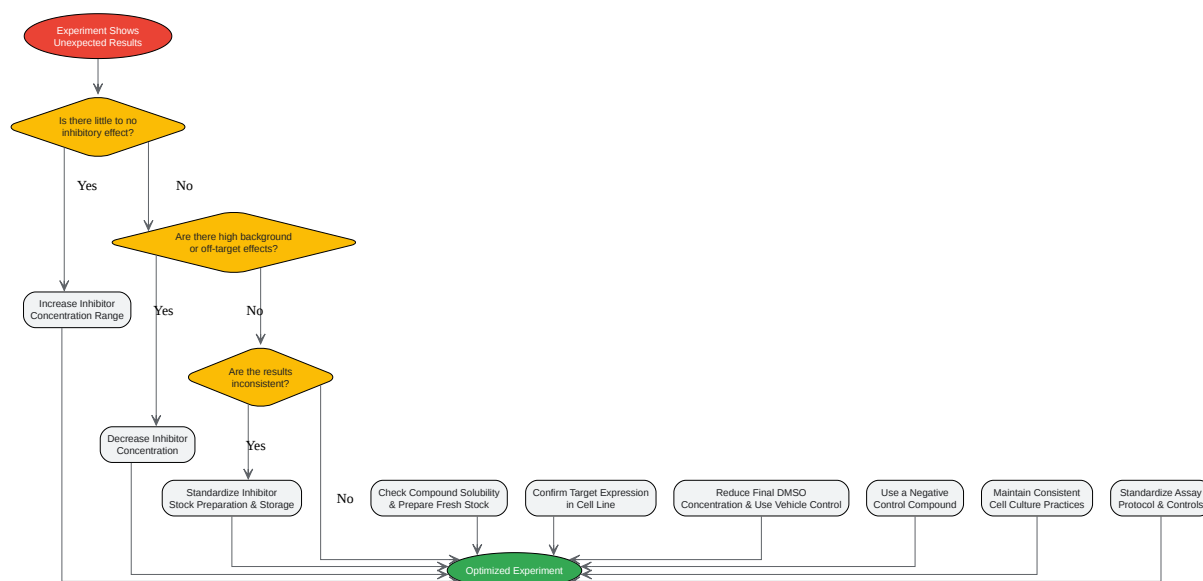 Experiment Shows
Unexpected Results
Is there little to no
inhibitory effect?
Yes
No
Are there high background
or off-target effects?
Increase Inhibitor
Concentration Range
Yes
No
Are the results
inconsistent?
Decrease Inhibitor
Concentration
Yes
Standardize Inhibitor
Stock Preparation & Storage
No
Check Compound Solubility
& Prepare Fresh Stock
Confirm Target Expression
in Cell Line
Reduce Final DMSO
Concentration & Use Vehicle Control
Use a Negative
Control Compound
Maintain Consistent
Cell Culture Practices
Standardize Assay
Protocol & Controls
Optimized Experiment